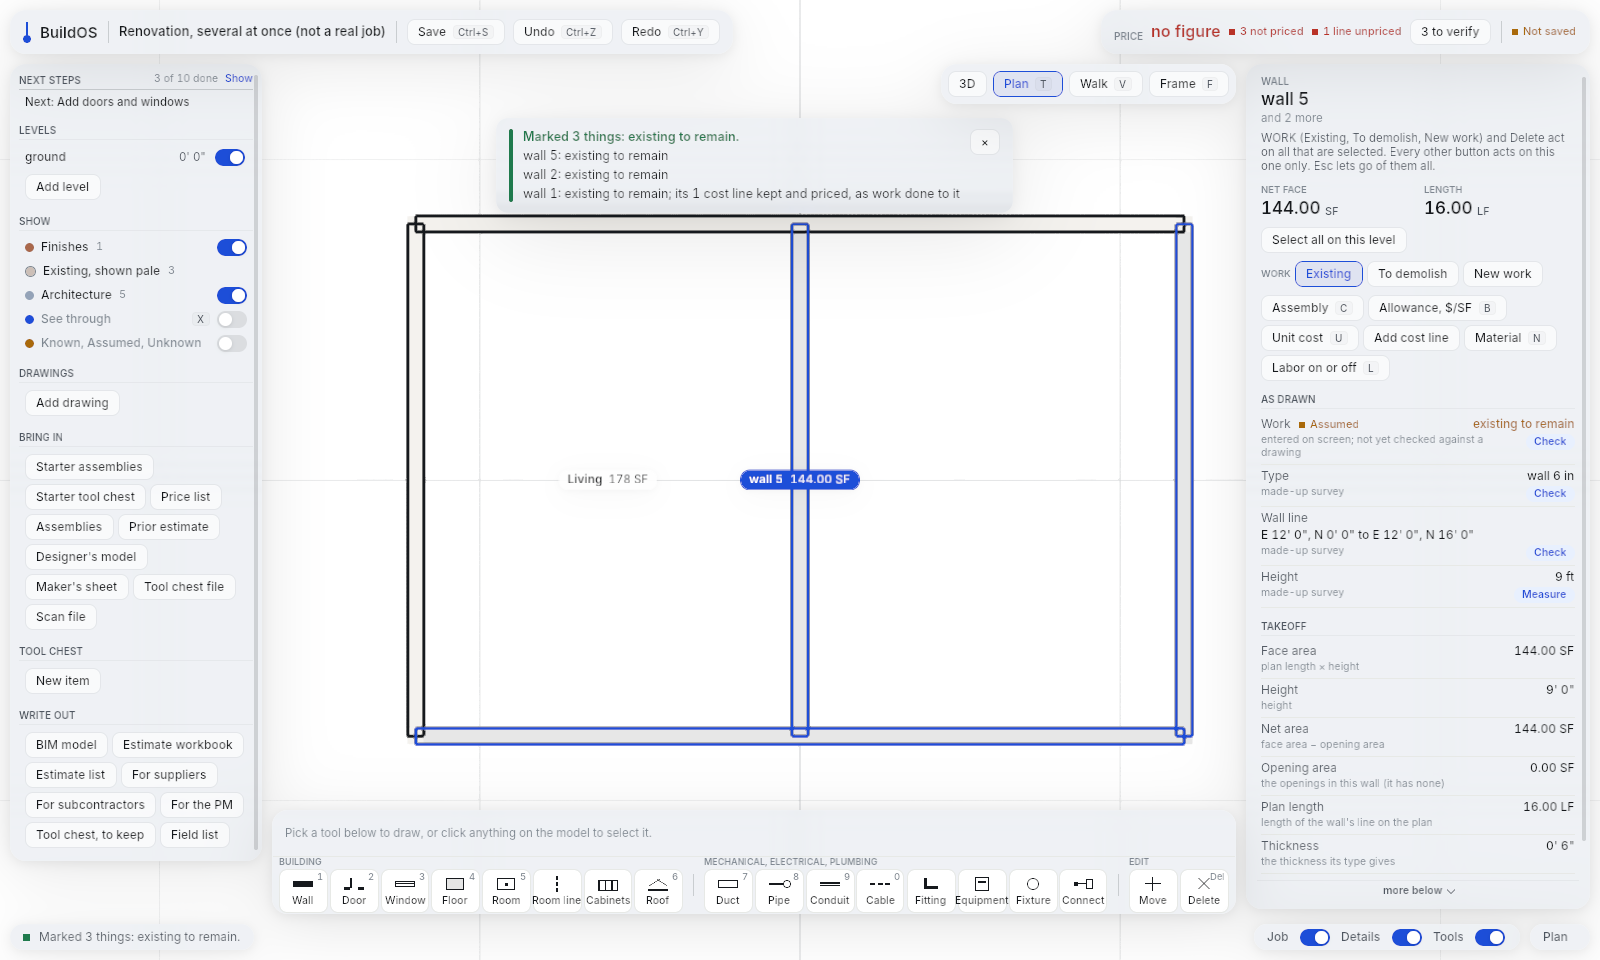 BuildOS
Renovation, several at once (not a real job)
Save Ctrl+S
Undo Ctrl+Z
Redo Ctrl+Y
PRICE no figure
3 not priced
1 line unpriced
3 to verify
Not saved
NEXT STEPS 3 of 10 done Show
Next: Add doors and windows
LEVELS
ground 0' 0"
Add level
SHOW
Finishes 1
Existing, shown pale 3
Architecture 5
See through X
Known, Assumed, Unknown
DRAWINGS
Add drawing
BRING IN
Starter assemblies
Starter tool chest Price list
Assemblies Prior estimate
Designer's model
Maker's sheet Tool chest file
Scan file
TOOL CHEST
New item
WRITE OUT
BIM model Estimate workbook
Estimate list For suppliers
For subcontractors For the PM
Tool chest, to keep Field list
Marked 3 things: existing to remain.
3D
Plan T
Walk V
Frame F
Marked 3 things: existing to remain.
wall 5: existing to remain
wall 2: existing to remain
wall 1: existing to remain; its 1 cost line kept and priced, as work done to it
×
Living 178 SF
wall 5 144.00 SF
Pick a tool below to draw, or click anything on the model to select it.
BUILDING
Wall 1
Door 2
Window 3
Floor 4
Room 5
Room line
Cabinets
Roof 6
MECHANICAL, ELECTRICAL, PLUMBING
Duct 7
Pipe 8
Conduit 9
Cable 0
Fitting
Equipment
Fixture
Connect
EDIT
Move
Delete Del
WALL
wall 5
and 2 more
WORK (Existing, To demolish, New work) and Delete act
on all that are selected. Every other button acts on this
one only. Esc lets go of them all.
NET FACE LENGTH
144.00 SF 16.00 LF
Select all on this level
WORK Existing To demolish New work
Assembly C Allowance, $/SF B
Unit cost U Add cost line Material N
Labor on or off L
AS DRAWN
Work Assumed existing to remain
entered on screen; not yet checked against a
drawing
Check
Type wall 6 in
made-up survey Check
Wall line
E 12' 0", N 0' 0" to E 12' 0", N 16' 0"
made-up survey Check
Height 9 ft
made-up survey Measure
TAKEOFF
Face area 144.00 SF
plan length × height
Height 9' 0"
height
Net area 144.00 SF
face area − opening area
Opening area 0.00 SF
the openings in this wall (it has none)
Plan length 16.00 LF
length of the wall's line on the plan
Thickness 0' 6"
the thickness its type gives
more below
Job Details Tools Plan